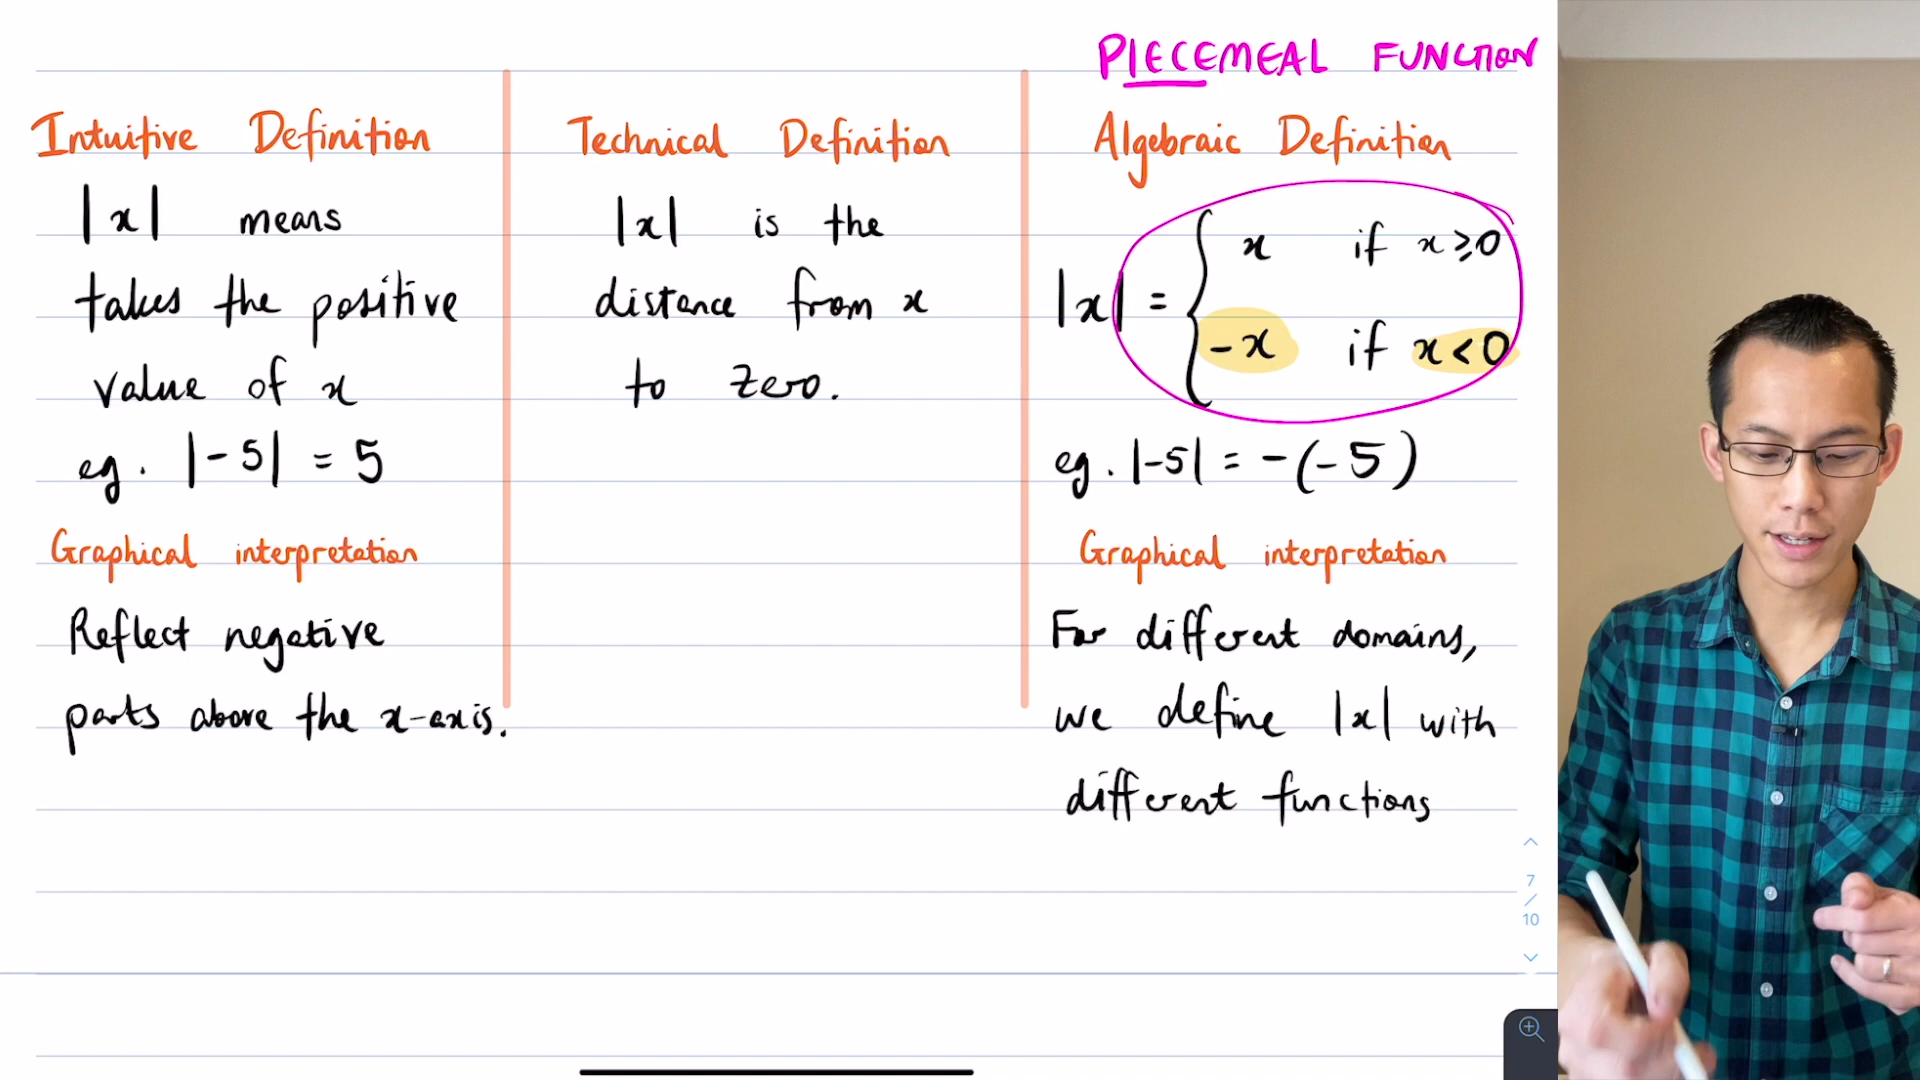 PIECEMEAL FUNCTION
Intuitive Definition
|x| means
takes the positive
value of x
eg. |-5| = 5
Graphical interpretation
Reflect negative
parts above the x-axis.
Technical Definition
|x| is the
distance from x
to zero.
Algebraic Definition
|x| = { x if x ≥ 0
-x if x < 0
eg. |-5| = -(-5)
Graphical interpretation
For different domains,
we define |x| with
different functions
7
/
10